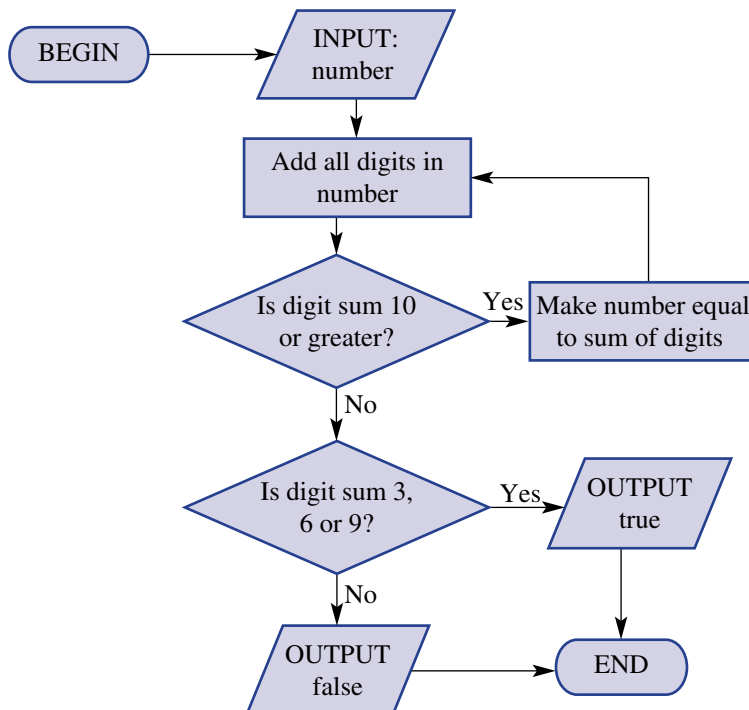 BEGIN
INPUT:
number
Add all digits in
number
Is digit sum 10
or greater?
Yes
Make number equal
to sum of digits
No
Is digit sum 3,
6 or 9?
Yes
OUTPUT
true
No
OUTPUT
false
END